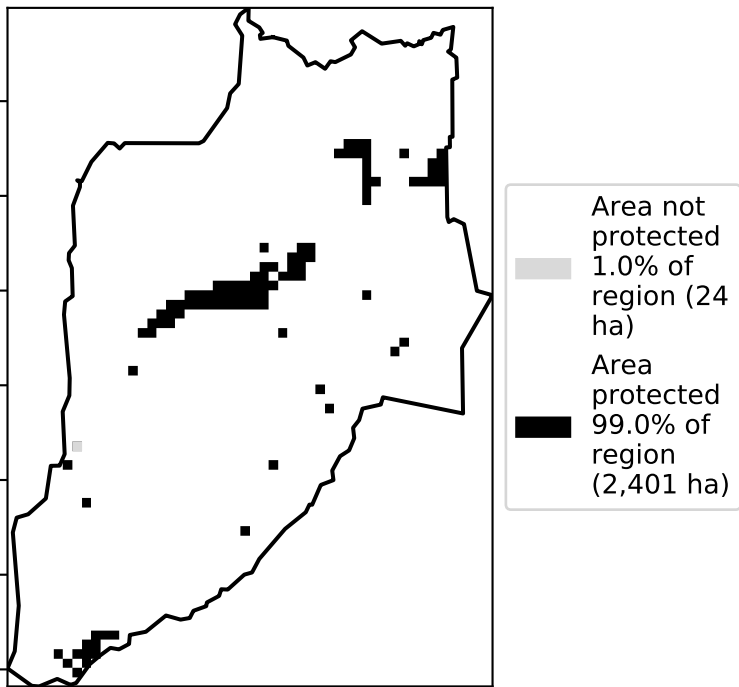 Area not
protected
1.0% of
region (24
ha)
Area
protected
99.0% of
region
(2,401 ha)